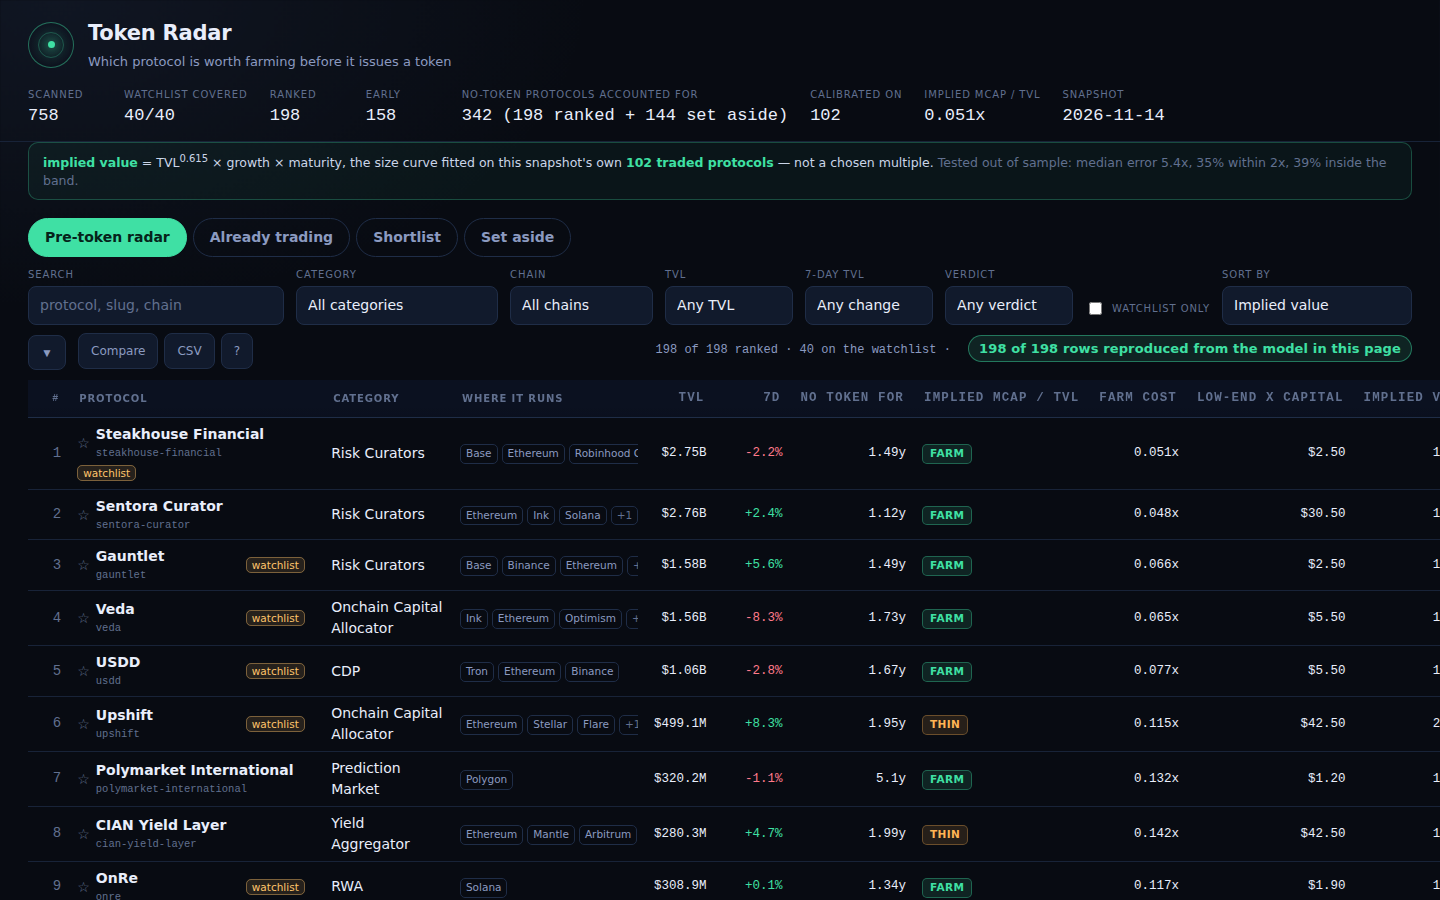 Token Radar
Which protocol is worth farming before it issues a token
SCANNED
758
WATCHLIST COVERED
40/40
RANKED
198
EARLY
158
NO-TOKEN PROTOCOLS ACCOUNTED FOR
342 (198 ranked + 144 set aside)
CALIBRATED ON
102
IMPLIED MCAP / TVL
0.051x
SNAPSHOT
2026-11-14
implied value = TVL0.615 × growth × maturity, the size curve fitted on this snapshot's own 102 traded protocols — not a chosen multiple. Tested out of sample: median error 5.4x, 35% within 2x, 39% inside the
band.
Pre-token radar Already trading Shortlist Set aside
SEARCH CATEGORY CHAIN TVL 7-DAY TVL VERDICT SORT BY
protocol, slug, chain All categories All chains Any TVL Any change Any verdict WATCHLIST ONLY Implied value
▼ Compare CSV ? 198 of 198 ranked · 40 on the watchlist · 198 of 198 rows reproduced from the model in this page
# PROTOCOL CATEGORY WHERE IT RUNS TVL 7D NO TOKEN FOR IMPLIED MCAP / TVL FARM COST LOW-END X CAPITAL IMPLIED V
1 ☆ Steakhouse Financial
steakhouse-financial
watchlist
Risk Curators Base Ethereum Robinhood C $2.75B -2.2% 1.49y FARM 0.051x $2.50 1
2 ☆ Sentora Curator
sentora-curator
Risk Curators Ethereum Ink Solana +1 $2.76B +2.4% 1.12y FARM 0.048x $30.50 1
3 ☆ Gauntlet
gauntlet
watchlist Risk Curators Base Binance Ethereum + $1.58B +5.6% 1.49y FARM 0.066x $2.50 1
4 ☆ Veda
veda
watchlist Onchain Capital
Allocator
Ink Ethereum Optimism + $1.56B -8.3% 1.73y FARM 0.065x $5.50 1
5 ☆ USDD
usdd
watchlist CDP Tron Ethereum Binance $1.06B -2.8% 1.67y FARM 0.077x $5.50 1
6 ☆ Upshift
upshift
watchlist Onchain Capital
Allocator
Ethereum Stellar Flare +1 $499.1M +8.3% 1.95y THIN 0.115x $42.50 2
7 ☆ Polymarket International
polymarket-international
Prediction
Market
Polygon $320.2M -1.1% 5.1y FARM 0.132x $1.20 1
8 ☆ CIAN Yield Layer
cian-yield-layer
Yield
Aggregator
Ethereum Mantle Arbitrum $280.3M +4.7% 1.99y THIN 0.142x $42.50 1
9 ☆ OnRe
onre
watchlist RWA Solana $308.9M +0.1% 1.34y FARM 0.117x $1.90 1